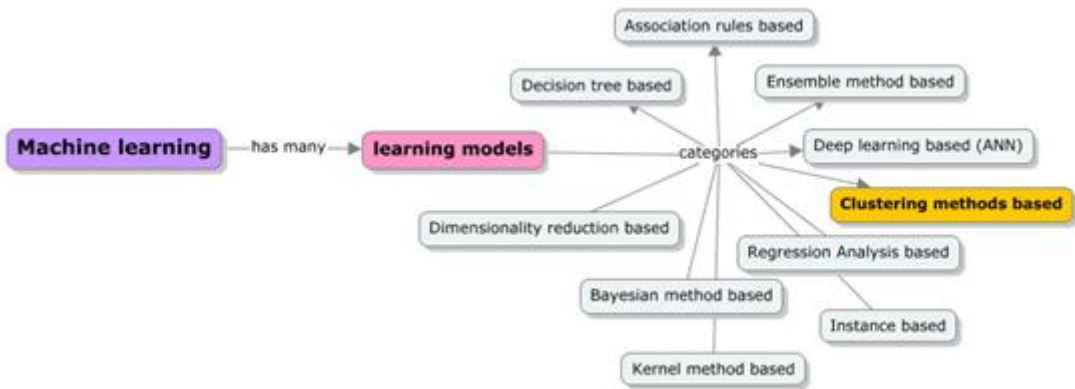 Association rules based
Decision tree based
Ensemble method based
Machine learning
has many
learning models
categories
Deep learning based (ANN)
Clustering methods based
Dimensionality reduction based
Regression Analysis based
Bayesian method based
Instance based
Kernel method based